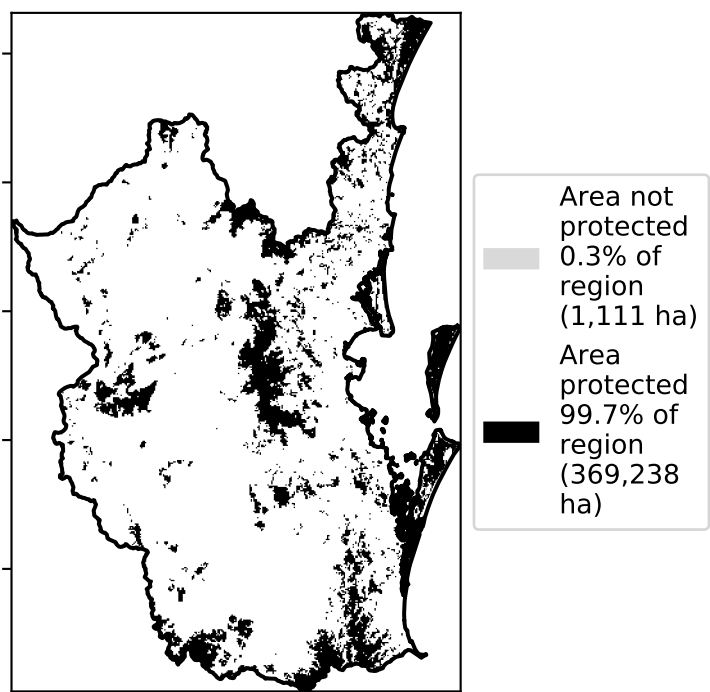 Area not
protected
0.3% of
region
(1,111 ha)
Area
protected
99.7% of
region
(369,238
ha)